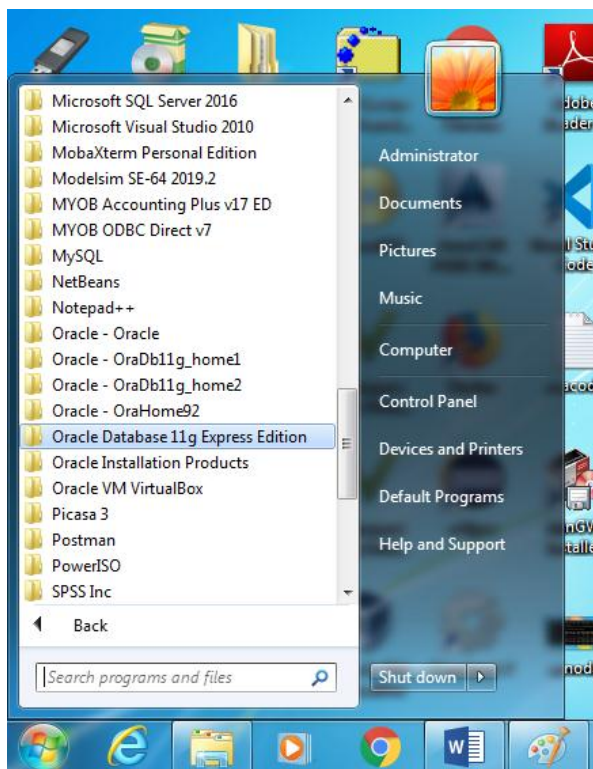 Microsoft SQL Server 2016
Microsoft Visual Studio 2010
MobaXterm Personal Edition
Modelsim SE-64 2019.2
MYOB Accounting Plus v17 ED
MYOB ODBC Direct v7
MySQL
NetBeans
Notepad++
Oracle - Oracle
Oracle - OraDb11g_home1
Oracle - OraDb11g_home2
Oracle - OraHome92
Oracle Database 11g Express Edition
Oracle Installation Products
Oracle VM VirtualBox
Picasa 3
Postman
PowerISO
SPSS Inc
Back
Search programs and files
Administrator
Documents
Pictures
Music
Computer
Control Panel
Devices and Printers
Default Programs
Help and Support
Shut down
W